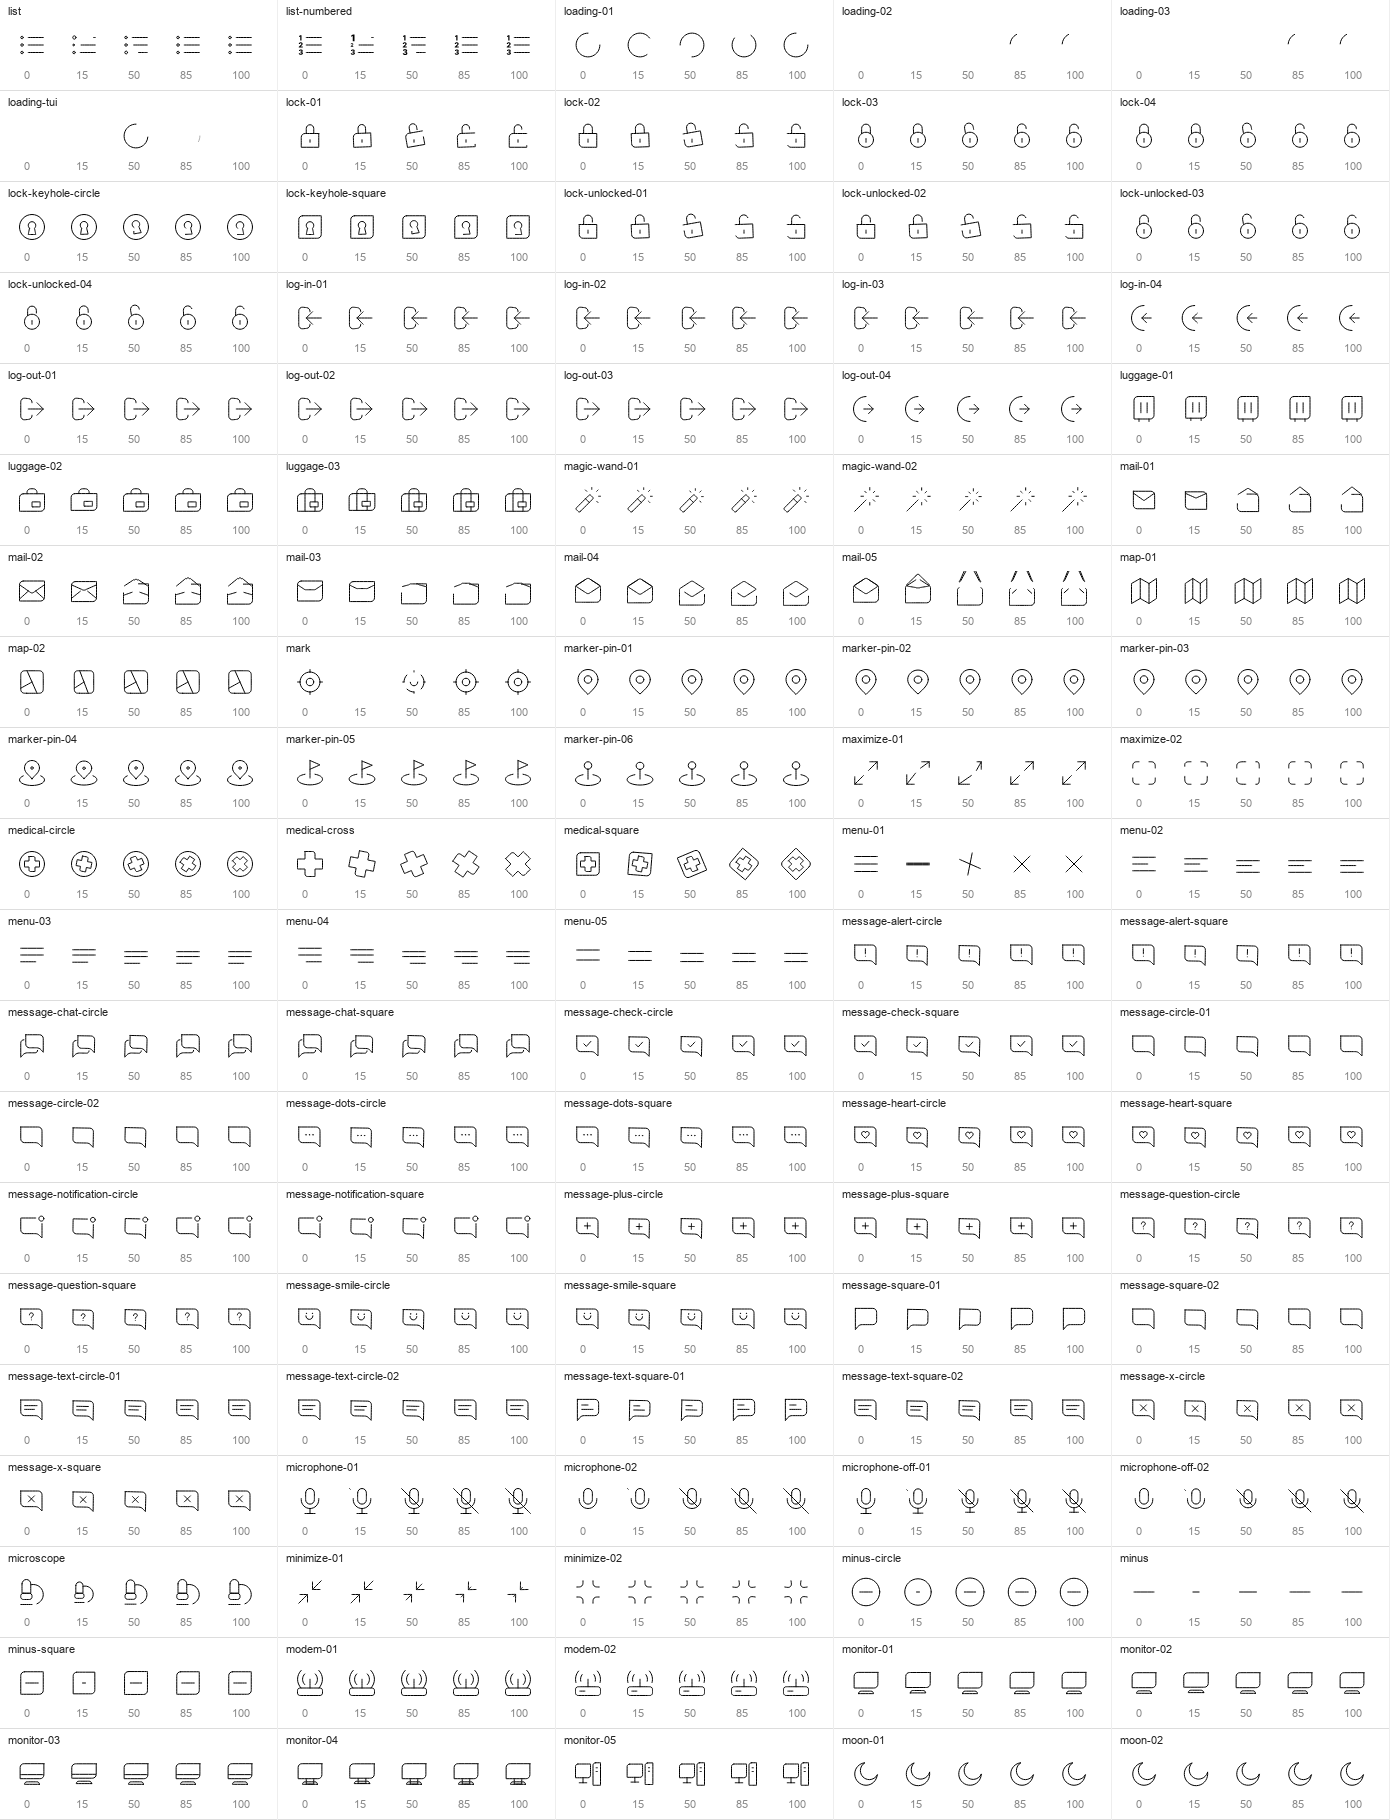 list list-numbered loading-01 loading-02 loading-03
0 15 50 85 100 0 15 50 85 100 0 15 50 85 100 0 15 50 85 100 0 15 50 85 100
loading-tui lock-01 lock-02 lock-03 lock-04
0 15 50 85 100 0 15 50 85 100 0 15 50 85 100 0 15 50 85 100 0 15 50 85 100
lock-keyhole-circle lock-keyhole-square lock-unlocked-01 lock-unlocked-02 lock-unlocked-03
0 15 50 85 100 0 15 50 85 100 0 15 50 85 100 0 15 50 85 100 0 15 50 85 100
lock-unlocked-04 log-in-01 log-in-02 log-in-03 log-in-04
0 15 50 85 100 0 15 50 85 100 0 15 50 85 100 0 15 50 85 100 0 15 50 85 100
log-out-01 log-out-02 log-out-03 log-out-04 luggage-01
0 15 50 85 100 0 15 50 85 100 0 15 50 85 100 0 15 50 85 100 0 15 50 85 100
luggage-02 luggage-03 magic-wand-01 magic-wand-02 mail-01
0 15 50 85 100 0 15 50 85 100 0 15 50 85 100 0 15 50 85 100 0 15 50 85 100
mail-02 mail-03 mail-04 mail-05 map-01
0 15 50 85 100 0 15 50 85 100 0 15 50 85 100 0 15 50 85 100 0 15 50 85 100
map-02 mark marker-pin-01 marker-pin-02 marker-pin-03
0 15 50 85 100 0 15 50 85 100 0 15 50 85 100 0 15 50 85 100 0 15 50 85 100
marker-pin-04 marker-pin-05 marker-pin-06 maximize-01 maximize-02
0 15 50 85 100 0 15 50 85 100 0 15 50 85 100 0 15 50 85 100 0 15 50 85 100
medical-circle medical-cross medical-square menu-01 menu-02
0 15 50 85 100 0 15 50 85 100 0 15 50 85 100 0 15 50 85 100 0 15 50 85 100
menu-03 menu-04 menu-05 message-alert-circle message-alert-square
0 15 50 85 100 0 15 50 85 100 0 15 50 85 100 0 15 50 85 100 0 15 50 85 100
message-chat-circle message-chat-square message-check-circle message-check-square message-circle-01
0 15 50 85 100 0 15 50 85 100 0 15 50 85 100 0 15 50 85 100 0 15 50 85 100
message-circle-02 message-dots-circle message-dots-square message-heart-circle message-heart-square
0 15 50 85 100 0 15 50 85 100 0 15 50 85 100 0 15 50 85 100 0 15 50 85 100
message-notification-circle message-notification-square message-plus-circle message-plus-square message-question-circle
0 15 50 85 100 0 15 50 85 100 0 15 50 85 100 0 15 50 85 100 0 15 50 85 100
message-question-square message-smile-circle message-smile-square message-square-01 message-square-02
0 15 50 85 100 0 15 50 85 100 0 15 50 85 100 0 15 50 85 100 0 15 50 85 100
message-text-circle-01 message-text-circle-02 message-text-square-01 message-text-square-02 message-x-circle
0 15 50 85 100 0 15 50 85 100 0 15 50 85 100 0 15 50 85 100 0 15 50 85 100
message-x-square microphone-01 microphone-02 microphone-off-01 microphone-off-02
0 15 50 85 100 0 15 50 85 100 0 15 50 85 100 0 15 50 85 100 0 15 50 85 100
microscope minimize-01 minimize-02 minus-circle minus
0 15 50 85 100 0 15 50 85 100 0 15 50 85 100 0 15 50 85 100 0 15 50 85 100
minus-square modem-01 modem-02 monitor-01 monitor-02
0 15 50 85 100 0 15 50 85 100 0 15 50 85 100 0 15 50 85 100 0 15 50 85 100
monitor-03 monitor-04 monitor-05 moon-01 moon-02
0 15 50 85 100 0 15 50 85 100 0 15 50 85 100 0 15 50 85 100 0 15 50 85 100